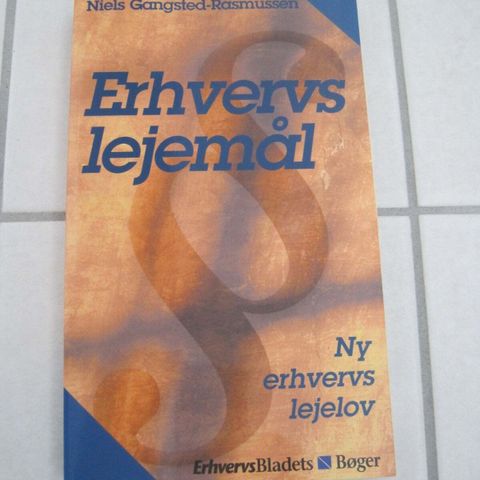 Niels Gangsted-Rasmussen
Erhvervs
lejemål
Ny
erhvervs
lejelov
ErhvervsBladets Bøger